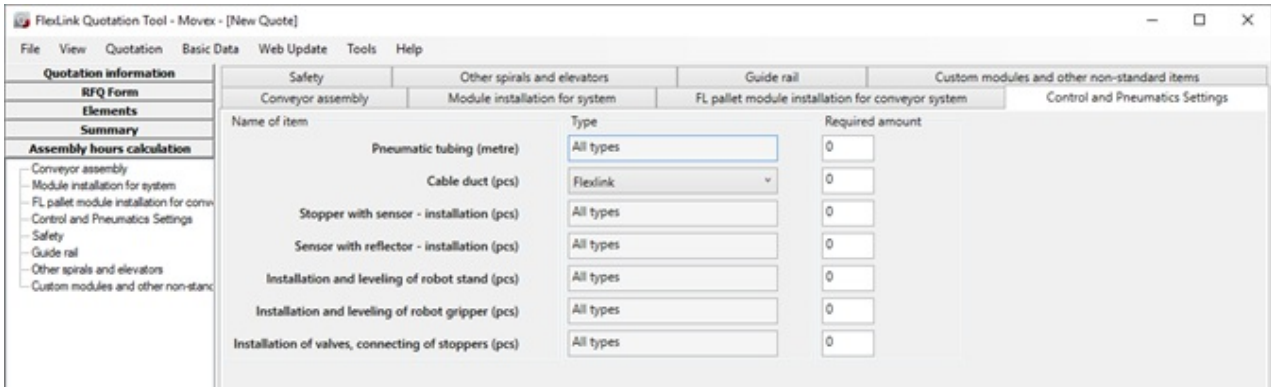 FlexLink Quotation Tool - Movex - [New Quote]
File View Quotation Basic Data Web Update Tools Help
Quotation information
RFQ Form
Elements
Summary
Assembly hours calculation
Conveyor assembly
Module installation for system
FL pallet module installation for conv
Control and Pneumatics Settings
Safety
Guide rail
Other spirals and elevators
Custom modules and other non-stanc
Safety Other spirals and elevators Guide rail Custom modules and other non-standard items
Conveyor assembly Module installation for system FL pallet module installation for conveyor system Control and Pneumatics Settings
Name of item Type Required amount
Pneumatic tubing (metre) All types 0
Cable duct (pcs) Flexlink 0
Stopper with sensor - installation (pcs) All types 0
Sensor with reflector - installation (pcs) All types 0
Installation and leveling of robot stand (pcs) All types 0
Installation and leveling of robot gripper (pcs) All types 0
Installation of valves, connecting of stoppers (pcs) All types 0